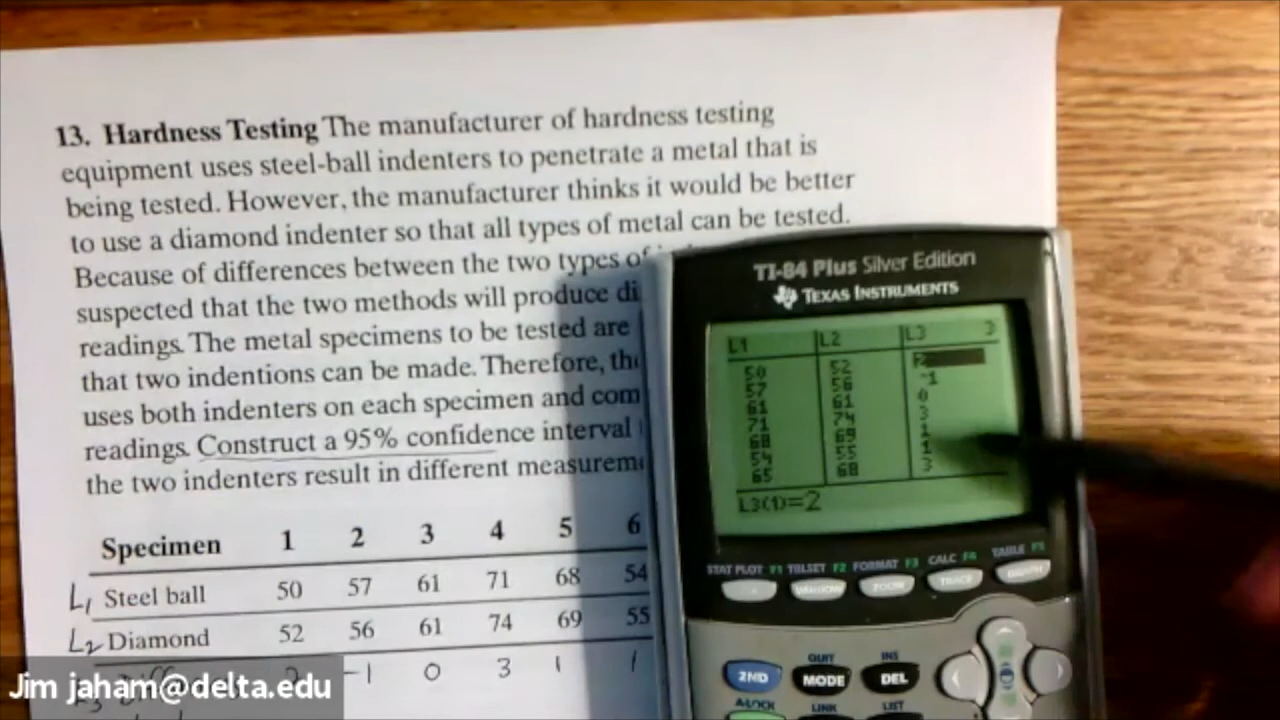 13. Hardness Testing The manufacturer of hardness testing
equipment uses steel-ball indenters to penetrate a metal that is
being tested. However, the manufacturer thinks it would be better
to use a diamond indenter so that all types of metal can be tested.
Because of differences between the two types of
suspected that the two methods will produce di
readings. The metal specimens to be tested are
that two indentions can be made. Therefore, the
uses both indenters on each specimen and com
readings. Construct a 95% confidence interval
the two indenters result in different measureme
Specimen 1 2 3 4 5 6
L1 Steel ball 50 57 61 71 68 54
L2 Diamond 52 56 61 74 69 55
-1 0 3 1 1
Jim jaham@delta.edu
TI-84 Plus Silver Edition
TEXAS INSTRUMENTS
L1 L2 L3 3
50 52 2
57 56 -1
61 61 0
71 74 3
68 69 1
54 55 1
65 68 3
L3(1)=2
STAT PLOT F1 TBLSET F2 FORMAT F3 CALC F4 TABLE F5
WINDOW ZOOM TRACE GRAPH
QUIT INS
2ND MODE DEL
A-LOCK LINK LIST